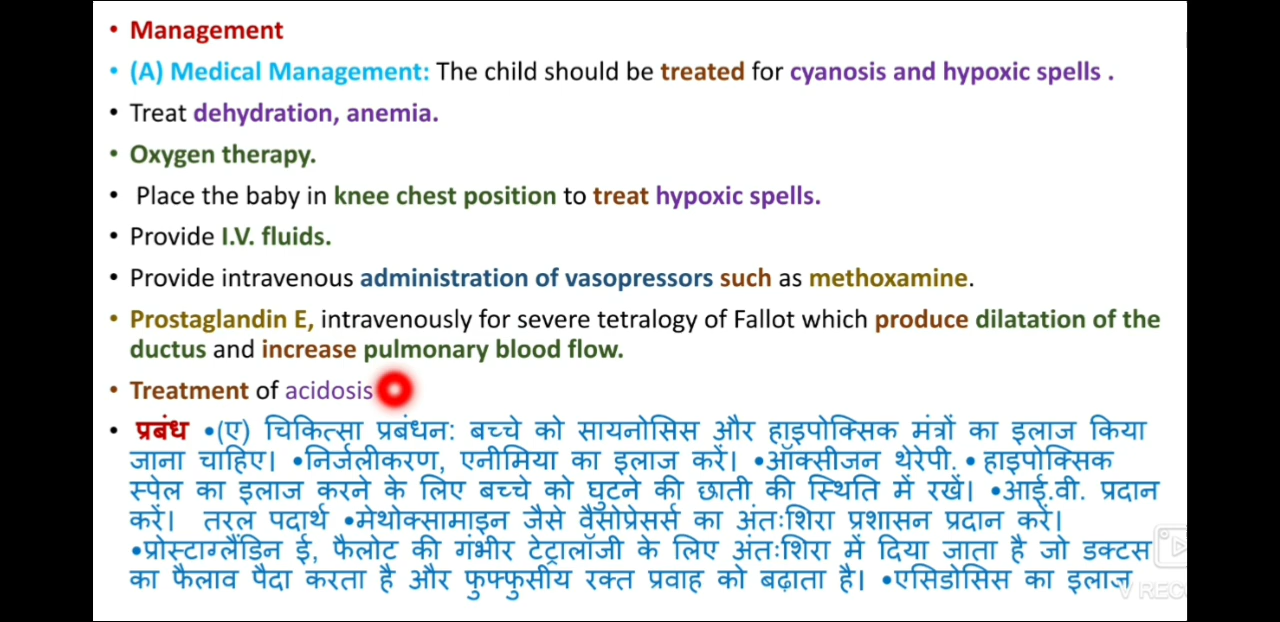 • Management
• (A) Medical Management: The child should be treated for cyanosis and hypoxic spells .
• Treat dehydration, anemia.
• Oxygen therapy.
• Place the baby in knee chest position to treat hypoxic spells.
• Provide I.V. fluids.
• Provide intravenous administration of vasopressors such as methoxamine.
• Prostaglandin E, intravenously for severe tetralogy of Fallot which produce dilatation of the
ductus and increase pulmonary blood flow.
• Treatment of acidosis
• प्रबंध •(ए) चिकित्सा प्रबंधन: बच्चे को सायनोसिस और हाइपोक्सिक मंत्रों का इलाज किया
जाना चाहिए। •निर्जलीकरण, एनीमिया का इलाज करें। •ऑक्सीजन थेरेपी. • हाइपोक्सिक
स्पेल का इलाज करने के लिए बच्चे को घुटने की छाती की स्थिति में रखें। •आई.वी. प्रदान
करें। तरल पदार्थ •मेथोक्सामाइन जैसे वैसोप्रेसर्स का अंतःशिरा प्रशासन प्रदान करें।
•प्रोस्टाग्लैंडिन ई, फैलोट की गंभीर टेट्रालॉजी के लिए अंतःशिरा में दिया जाता है जो डक्टस
का फैलाव पैदा करता है और फुफ्फुसीय रक्त प्रवाह को बढ़ाता है। •एसिडोसिस का इलाज